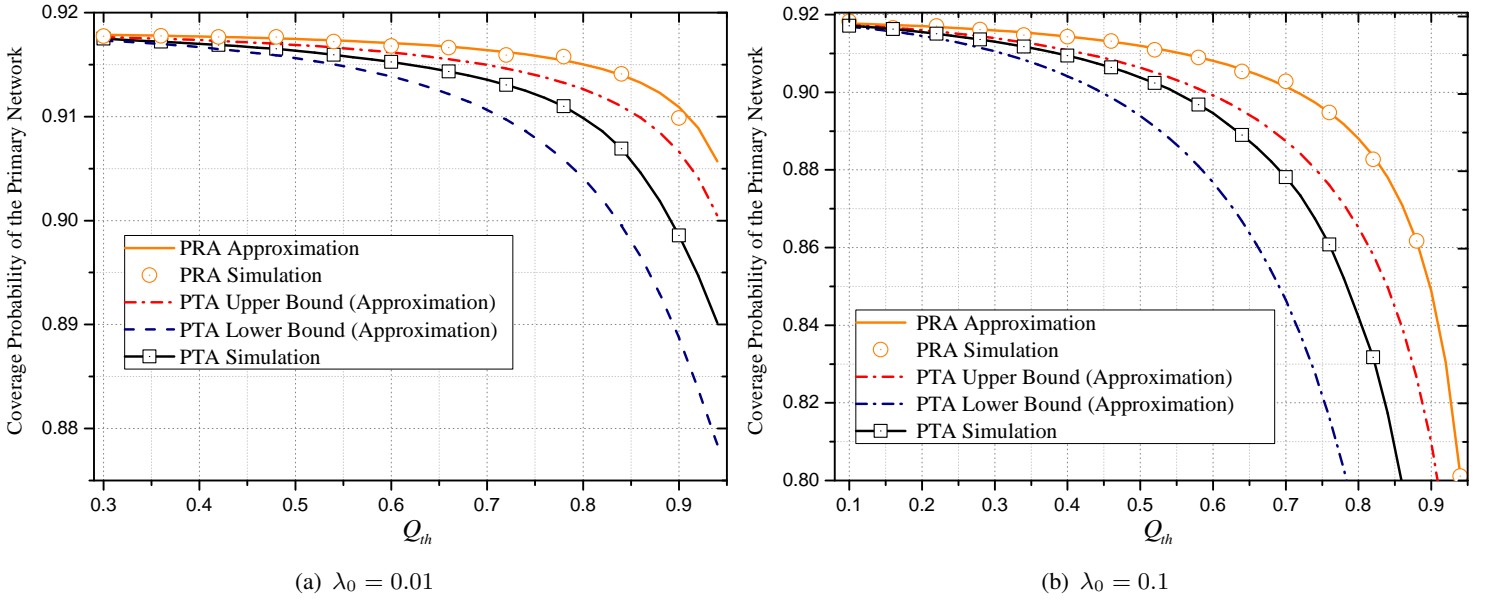 Coverage Probability of the Primary Network
0.92
0.91
0.90
0.89
0.88
PRA Approximation
PRA Simulation
PTA Upper Bound (Approximation)
PTA Lower Bound (Approximation)
PTA Simulation
0.3 0.4 0.5 0.6 0.7 0.8 0.9
Q_th
(a) λ₀ = 0.01
Coverage Probability of the Primary Network
0.92
0.90
0.88
0.86
0.84
0.82
0.80
PRA Approximation
PRA Simulation
PTA Upper Bound (Approximation)
PTA Lower Bound (Approximation)
PTA Simulation
0.1 0.2 0.3 0.4 0.5 0.6 0.7 0.8 0.9
Q_th
(b) λ₀ = 0.1